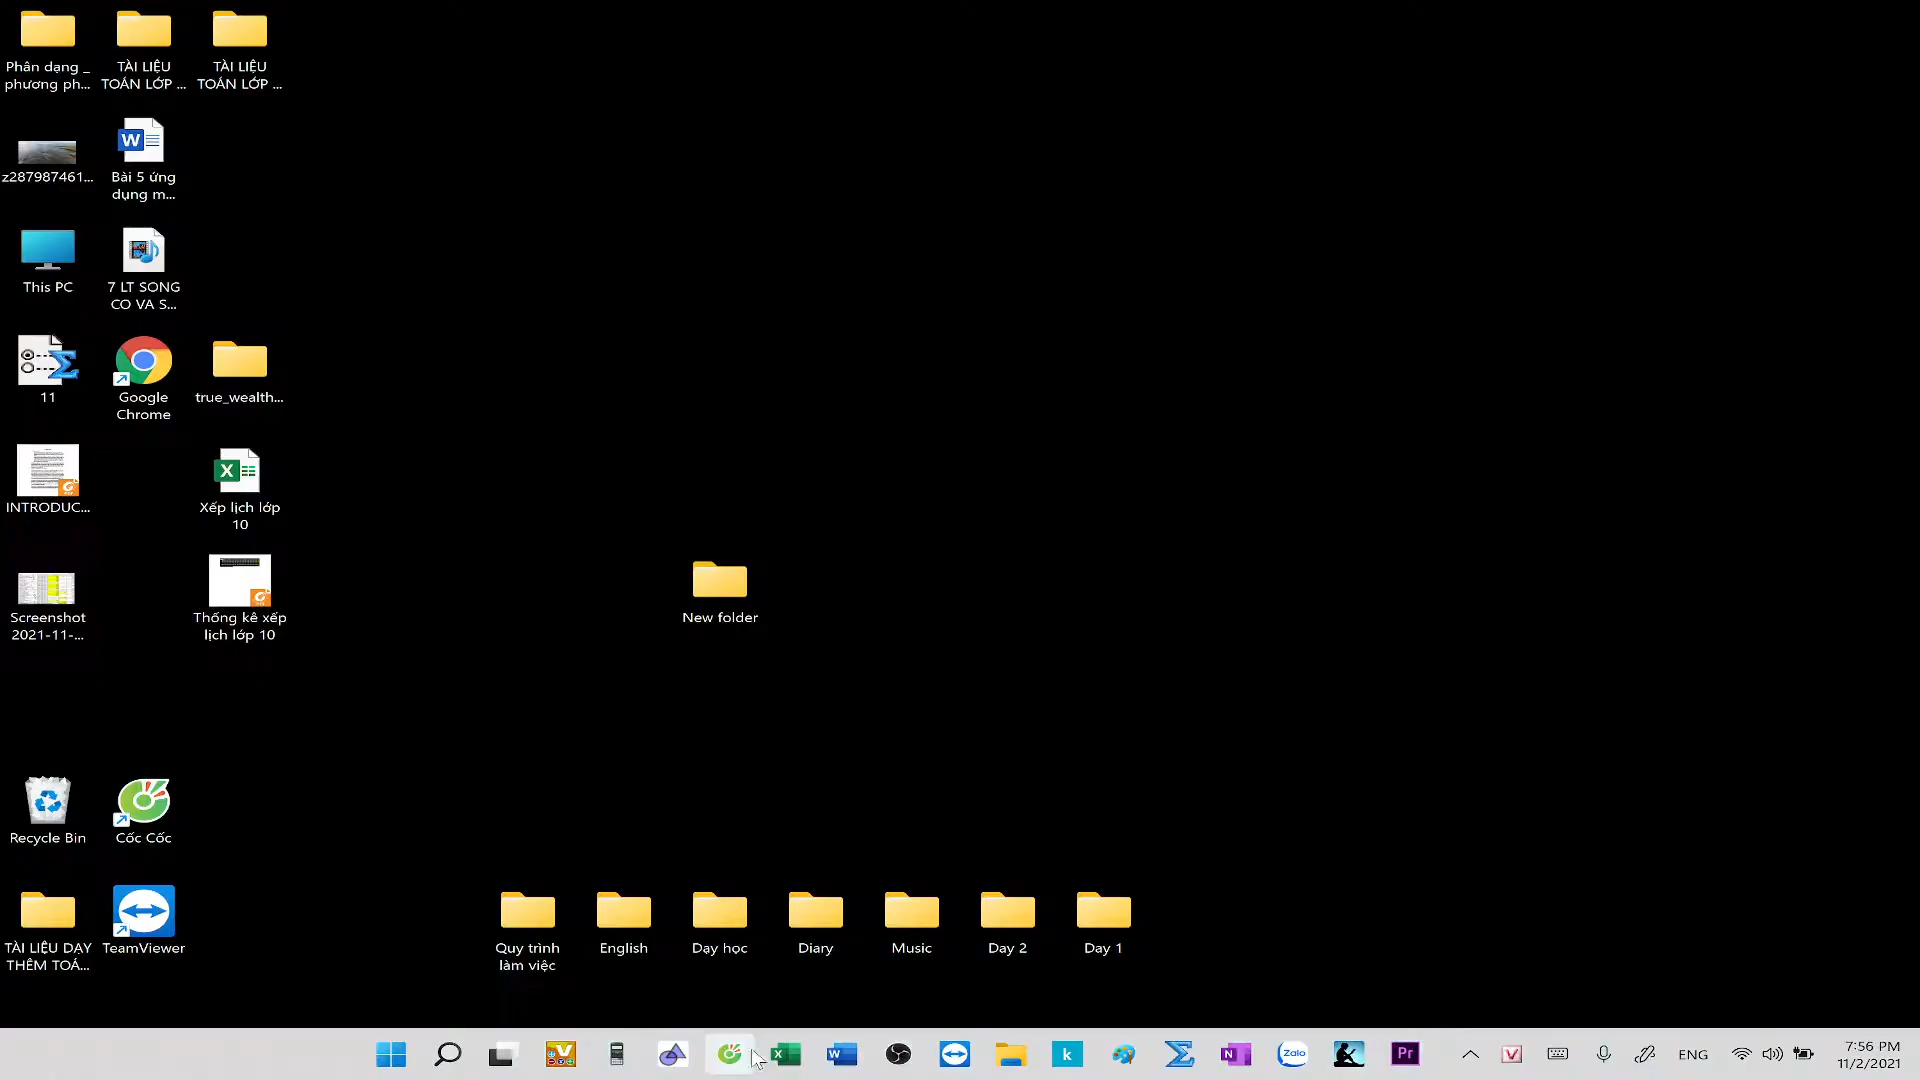 Phân dạng _
phương ph...
TÀI LIỆU
TOÁN LỚP ...
TÀI LIỆU
TOÁN LỚP ...
z287987461...
Bài 5 ứng
dụng m...
This PC
7 LT SONG
CO VA S...
11
Google
Chrome
true_wealth...
INTRODUC...
Xếp lịch lớp
10
Screenshot
2021-11-...
Thống kê xếp
lịch lớp 10
New folder
Recycle Bin
Cốc Cốc
TÀI LIỆU DẠY
THÊM TOÁ...
TeamViewer
Quy trình
làm việc
English
Dạy học
Diary
Music
Day 2
Day 1
Zalo
Pr
ENG
7:56 PM
11/2/2021